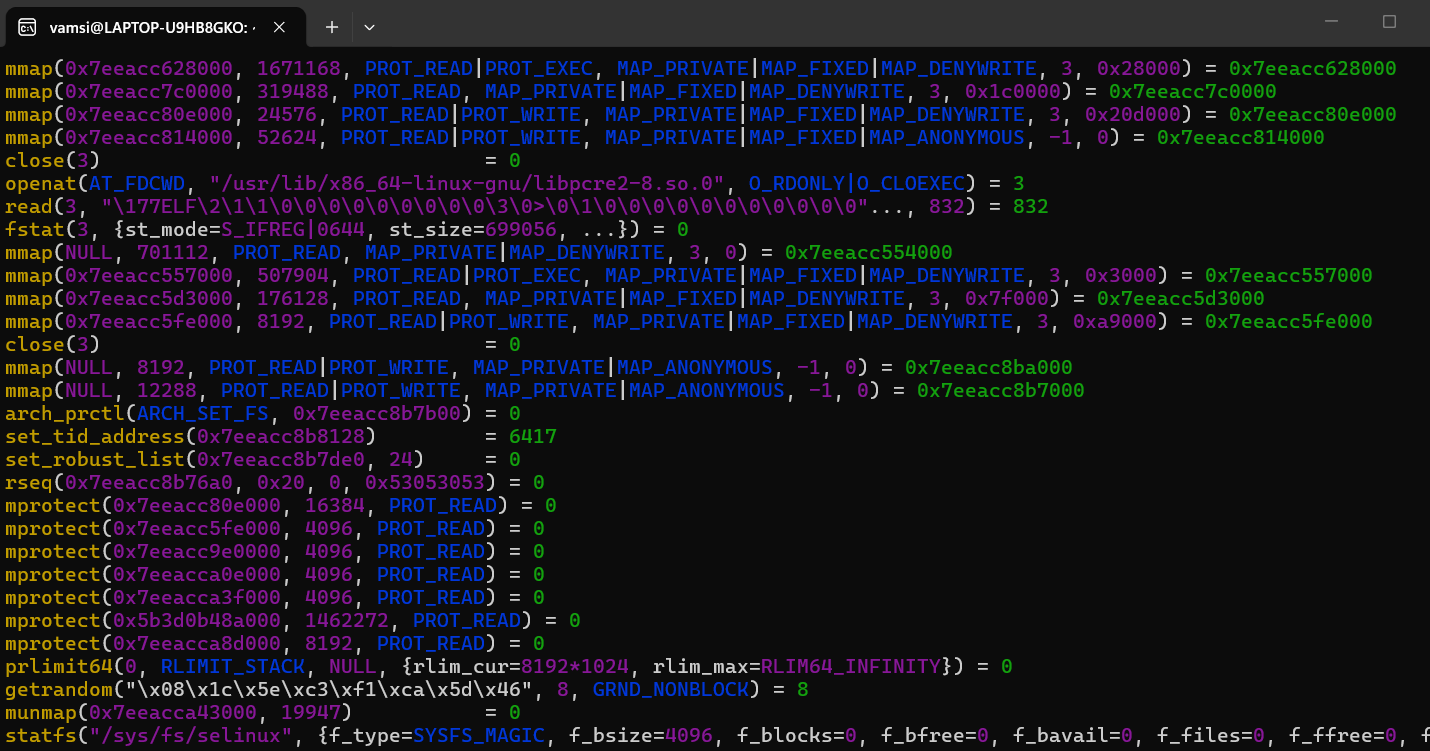 vamsi@LAPTOP-U9HB8GKO: ~
mmap(0x7eeacc628000, 1671168, PROT_READ|PROT_EXEC, MAP_PRIVATE|MAP_FIXED|MAP_DENYWRITE, 3, 0x28000) = 0x7eeacc628000
mmap(0x7eeacc7c0000, 319488, PROT_READ, MAP_PRIVATE|MAP_FIXED|MAP_DENYWRITE, 3, 0x1c0000) = 0x7eeacc7c0000
mmap(0x7eeacc80e000, 24576, PROT_READ|PROT_WRITE, MAP_PRIVATE|MAP_FIXED|MAP_DENYWRITE, 3, 0x20d000) = 0x7eeacc80e000
mmap(0x7eeacc814000, 52624, PROT_READ|PROT_WRITE, MAP_PRIVATE|MAP_FIXED|MAP_ANONYMOUS, -1, 0) = 0x7eeacc814000
close(3)                                = 0
openat(AT_FDCWD, "/usr/lib/x86_64-linux-gnu/libpcre2-8.so.0", O_RDONLY|O_CLOEXEC) = 3
read(3, "\177ELF\2\1\1\0\0\0\0\0\0\0\0\0\3\0>\0\1\0\0\0\0\0\0\0\0\0\0\0"..., 832) = 832
fstat(3, {st_mode=S_IFREG|0644, st_size=699056, ...}) = 0
mmap(NULL, 701112, PROT_READ, MAP_PRIVATE|MAP_DENYWRITE, 3, 0) = 0x7eeacc554000
mmap(0x7eeacc557000, 507904, PROT_READ|PROT_EXEC, MAP_PRIVATE|MAP_FIXED|MAP_DENYWRITE, 3, 0x3000) = 0x7eeacc557000
mmap(0x7eeacc5d3000, 176128, PROT_READ, MAP_PRIVATE|MAP_FIXED|MAP_DENYWRITE, 3, 0x7f000) = 0x7eeacc5d3000
mmap(0x7eeacc5fe000, 8192, PROT_READ|PROT_WRITE, MAP_PRIVATE|MAP_FIXED|MAP_DENYWRITE, 3, 0xa9000) = 0x7eeacc5fe000
close(3)                                = 0
mmap(NULL, 8192, PROT_READ|PROT_WRITE, MAP_PRIVATE|MAP_ANONYMOUS, -1, 0) = 0x7eeacc8ba000
mmap(NULL, 12288, PROT_READ|PROT_WRITE, MAP_PRIVATE|MAP_ANONYMOUS, -1, 0) = 0x7eeacc8b7000
arch_prctl(ARCH_SET_FS, 0x7eeacc8b7b00) = 0
set_tid_address(0x7eeacc8b8128)         = 6417
set_robust_list(0x7eeacc8b7de0, 24)     = 0
rseq(0x7eeacc8b76a0, 0x20, 0, 0x53053053) = 0
mprotect(0x7eeacc80e000, 16384, PROT_READ) = 0
mprotect(0x7eeacc5fe000, 4096, PROT_READ) = 0
mprotect(0x7eeacc9e0000, 4096, PROT_READ) = 0
mprotect(0x7eeacca0e000, 4096, PROT_READ) = 0
mprotect(0x7eeacca3f000, 4096, PROT_READ) = 0
mprotect(0x5b3d0b48a000, 1462272, PROT_READ) = 0
mprotect(0x7eeacca8d000, 8192, PROT_READ) = 0
prlimit64(0, RLIMIT_STACK, NULL, {rlim_cur=8192*1024, rlim_max=RLIM64_INFINITY}) = 0
getrandom("\x08\x1c\x5e\xc3\xf1\xca\x5d\x46", 8, GRND_NONBLOCK) = 8
munmap(0x7eeacca43000, 19947)           = 0
statfs("/sys/fs/selinux", {f_type=SYSFS_MAGIC, f_bsize=4096, f_blocks=0, f_bfree=0, f_bavail=0, f_files=0, f_ffree=0, f